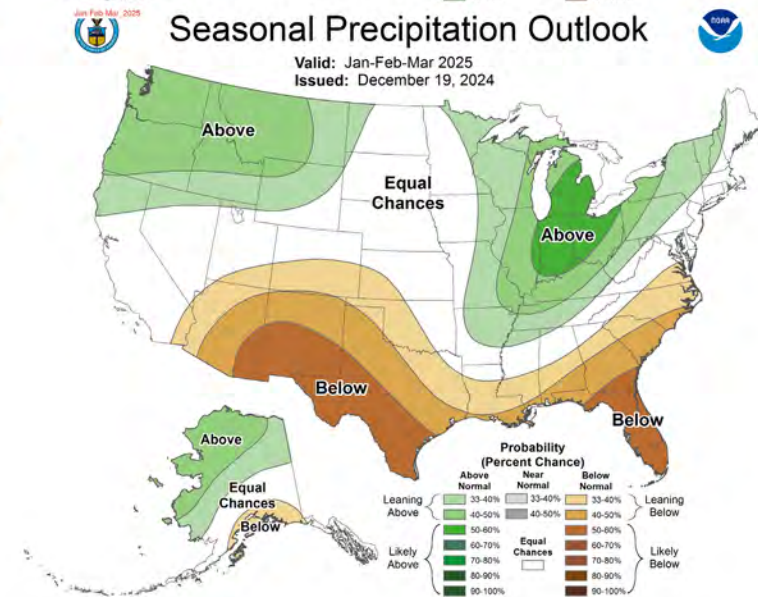 Jan-Feb-Mar_2025
Seasonal Precipitation Outlook
NOAA
Valid: Jan-Feb-Mar 2025
Issued: December 19, 2024
Above
Equal
Chances
Above
Below
Below
Above
Equal
Chances
Below
Probability
(Percent Chance)
Above
Normal
Near
Normal
Below
Normal
Leaning
Above
33-40%
33-40%
33-40%
Leaning
Below
40-50%
40-50%
40-50%
Likely
Above
50-60%
60-70%
70-80%
80-90%
90-100%
Equal
Chances
50-60%
60-70%
70-80%
80-90%
90-100%
Likely
Below